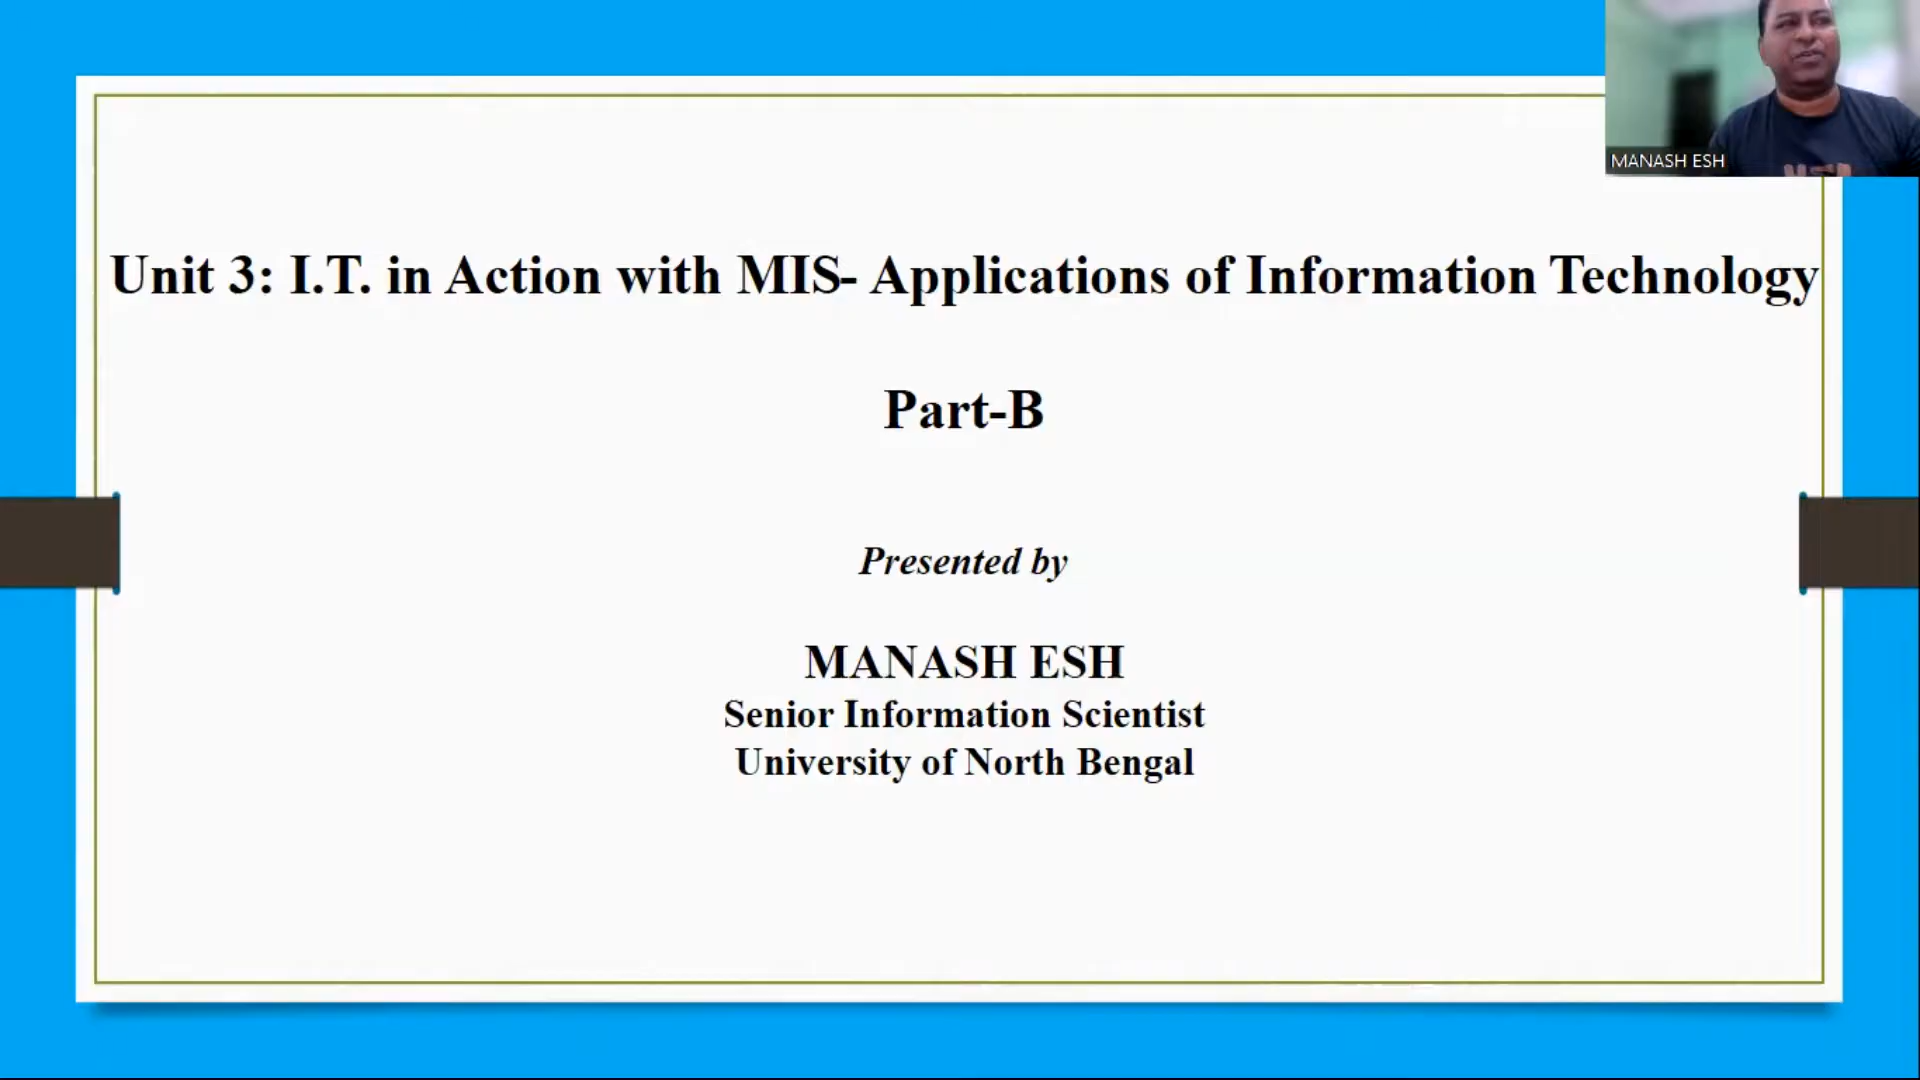 Unit 3: I.T. in Action with MIS- Applications of Information Technology
Part-B
Presented by
MANASH ESH
Senior Information Scientist
University of North Bengal
MANASH ESH